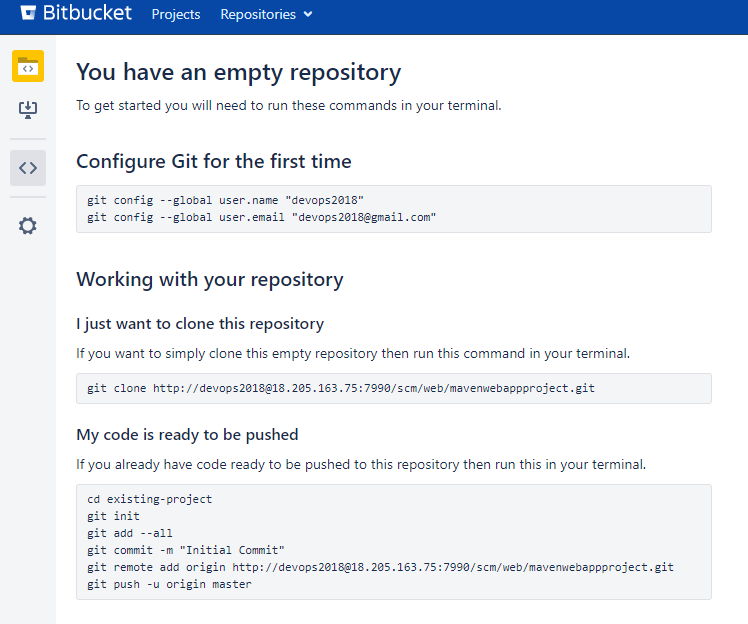 Bitbucket Projects Repositories
You have an empty repository
To get started you will need to run these commands in your terminal.
Configure Git for the first time
git config --global user.name "devops2018"
git config --global user.email "devops2018@gmail.com"
Working with your repository
I just want to clone this repository
If you want to simply clone this empty repository then run this command in your terminal.
git clone http://devops2018@18.205.163.75:7990/scm/web/mavenwebappproject.git
My code is ready to be pushed
If you already have code ready to be pushed to this repository then run this in your terminal.
cd existing-project
git init
git add --all
git commit -m "Initial Commit"
git remote add origin http://devops2018@18.205.163.75:7990/scm/web/mavenwebappproject.git
git push -u origin master